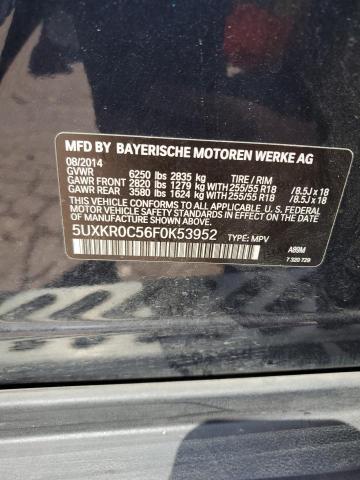 MFD BY BAYERISCHE MOTOREN WERKE AG
08/2014
GVWR 6250 lbs 2835 kg TIRE / RIM
GAWR FRONT 2820 lbs 1279 kg WITH 255/55 R18 / 8.5J x 18
GAWR REAR 3580 lbs 1624 kg WITH 255/55 R18 / 8.5J x 18
THIS VEHICLE CONFORMS TO ALL APPLICABLE U.S. FEDERAL
MOTOR VEHICLE SAFETY STANDARDS IN EFFECT
ON THE DATE OF MANUFACTURE SHOWN ABOVE.
5UXKR0C56F0K53952 TYPE: MPV
A89M
7 320 729